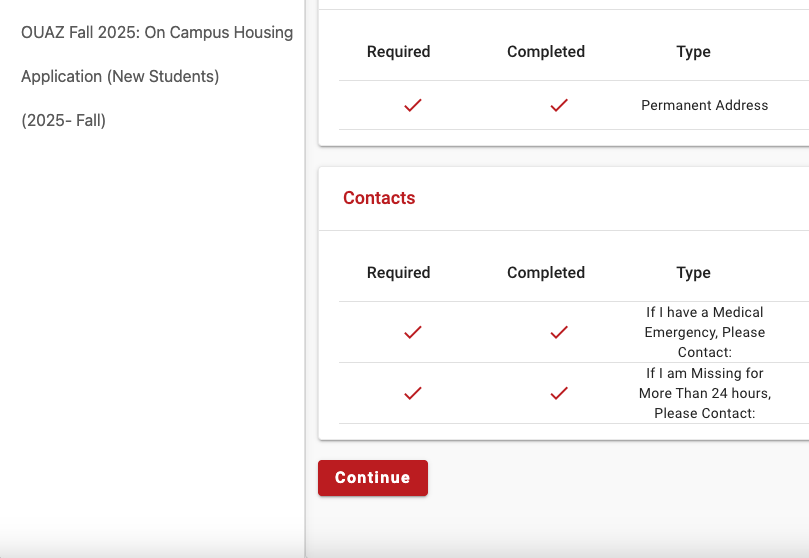 OUAZ Fall 2025: On Campus Housing
Application (New Students)
(2025- Fall)
Required Completed Type
Permanent Address
Contacts
Required Completed Type
If I have a Medical
Emergency, Please
Contact:
If I am Missing for
More Than 24 hours,
Please Contact:
Continue